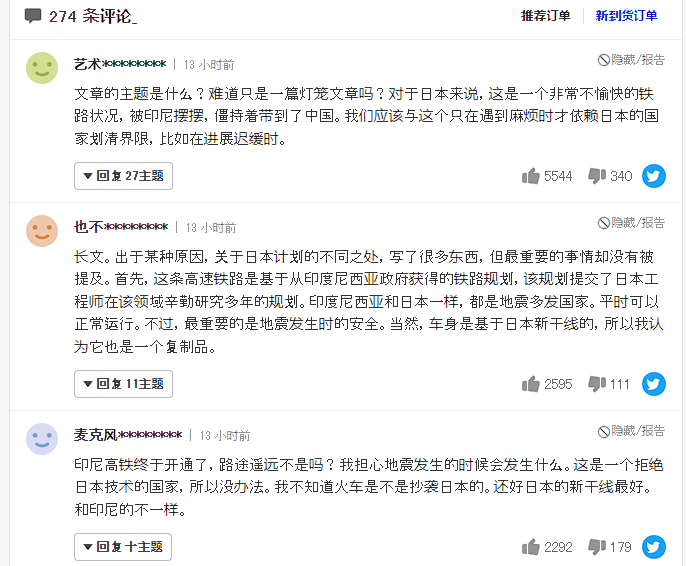 274 条评论_
推荐订单
新到货订单
艺术********* | 13 小时前
隐藏/报告
文章的主题是什么？难道只是一篇灯笼文章吗？对于日本来说，这是一个非常不愉快的铁
路状况，被印尼摆摆，僵持着带到了中国。我们应该与这个只在遇到麻烦时才依赖日本的国
家划清界限，比如在进展迟缓时。
回复 27主题
5544
340
也不********* | 13 小时前
隐藏/报告
长文。出于某种原因，关于日本计划的不同之处，写了很多东西，但最重要的事情却没有被
提及。首先，这条高速铁路是基于从印度尼西亚政府获得的铁路规划，该规划提交了日本工
程师在该领域辛勤研究多年的规划。印度尼西亚和日本一样，都是地震多发国家。平时可以
正常运行。不过，最重要的是地震发生时的安全。当然，车身是基于日本新干线的，所以我认
为它也是一个复制品。
回复 11主题
2595
111
麦克风********* | 13 小时前
隐藏/报告
印尼高铁终于开通了，路途遥远不是吗？我担心地震发生的时候会发生什么。这是一个拒绝
日本技术的国家，所以没办法。我不知道火车是不是抄袭日本的。还好日本的新干线最好。
和印尼的不一样。
回复 十主题
2292
179